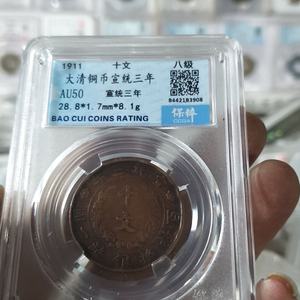 1911 十文 八级
大清铜币宣统三年
AU50 宣统三年
28.8*1.7mm*8.1g
B4421B3908
BAO CUI COINS RATING
保粹